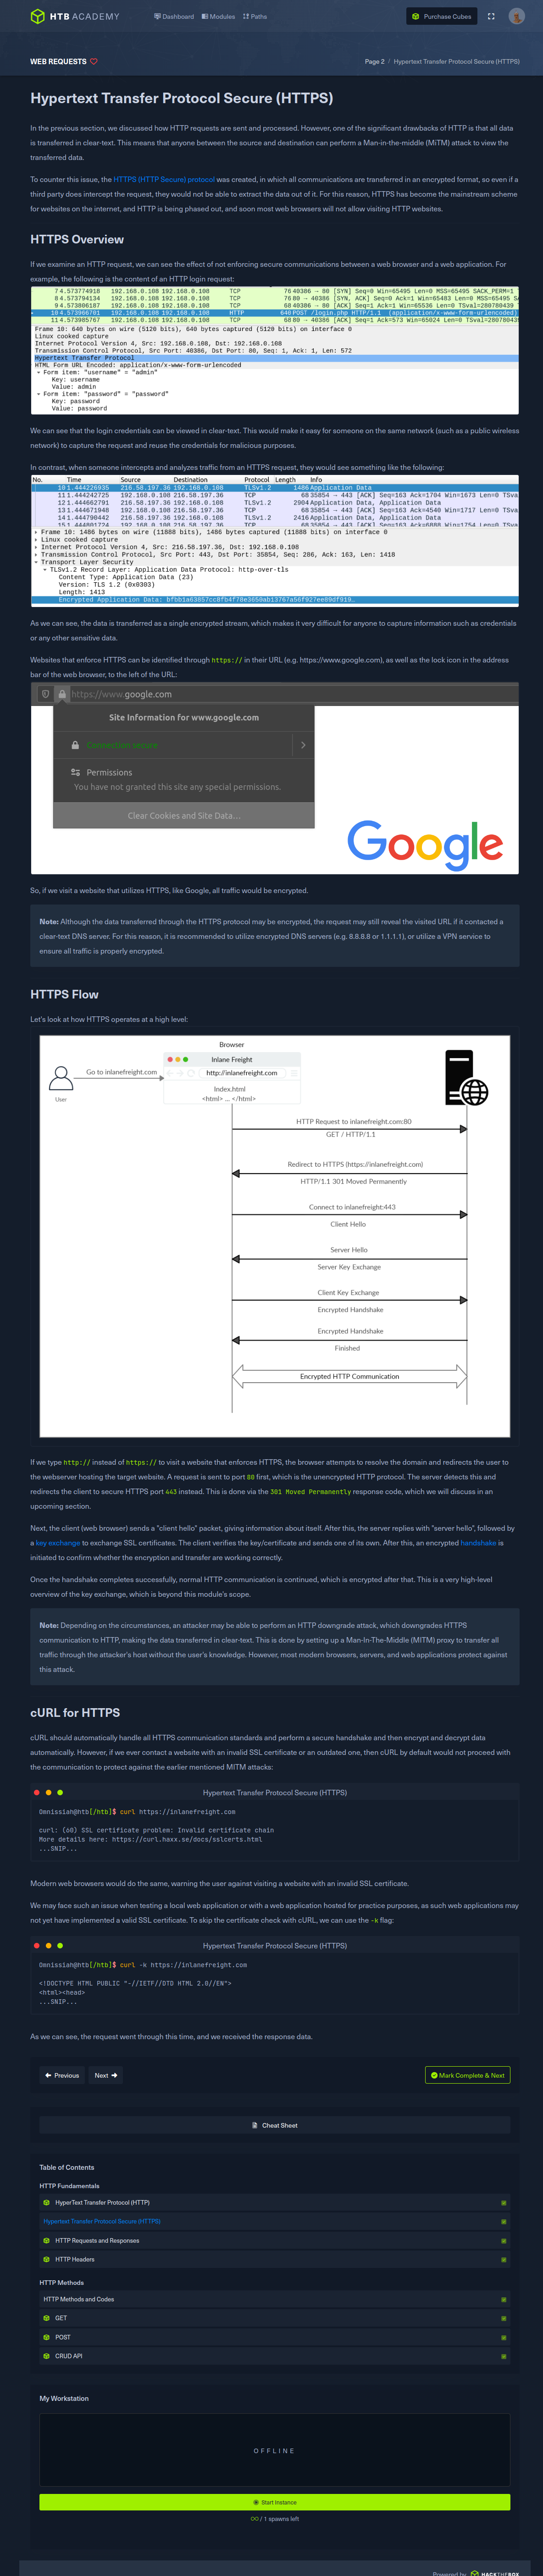 HTB ACADEMY
Dashboard
Modules
Paths
Purchase Cubes
WEB REQUESTS
Page 2 / Hypertext Transfer Protocol Secure (HTTPS)
Hypertext Transfer Protocol Secure (HTTPS)
In the previous section, we discussed how HTTP requests are sent and processed. However, one of the significant drawbacks of HTTP is that all data
is transferred in clear-text. This means that anyone between the source and destination can perform a Man-in-the-middle (MiTM) attack to view the
transferred data.
To counter this issue, the HTTPS (HTTP Secure) protocol was created, in which all communications are transferred in an encrypted format, so even if a
third party does intercept the request, they would not be able to extract the data out of it. For this reason, HTTPS has become the mainstream scheme
for websites on the internet, and HTTP is being phased out, and soon most web browsers will not allow visiting HTTP websites.
HTTPS Overview
If we examine an HTTP request, we can see the effect of not enforcing secure communications between a web browser and a web application. For
example, the following is the content of an HTTP login request:
7 4.573774918 192.168.0.108 192.168.0.108 TCP 76 40386 → 80 [SYN] Seq=0 Win=65495 Len=0 MSS=65495 SACK_PERM=1
8 4.573794134 192.168.0.108 192.168.0.108 TCP 76 80 → 40386 [SYN, ACK] Seq=0 Ack=1 Win=65483 Len=0 MSS=65495 SA
9 4.573806187 192.168.0.108 192.168.0.108 TCP 68 40386 → 80 [ACK] Seq=1 Ack=1 Win=65536 Len=0 TSval=280780439
10 4.573966701 192.168.0.108 192.168.0.108 HTTP 640 POST /login.php HTTP/1.1 (application/x-www-form-urlencoded)
11 4.573985767 192.168.0.108 192.168.0.108 TCP 68 80 → 40386 [ACK] Seq=1 Ack=573 Win=65024 Len=0 TSval=280780439
Frame 10: 640 bytes on wire (5120 bits), 640 bytes captured (5120 bits) on interface 0
Linux cooked capture
Internet Protocol Version 4, Src: 192.168.0.108, Dst: 192.168.0.108
Transmission Control Protocol, Src Port: 40386, Dst Port: 80, Seq: 1, Ack: 1, Len: 572
Hypertext Transfer Protocol
HTML Form URL Encoded: application/x-www-form-urlencoded
Form item: "username" = "admin"
Key: username
Value: admin
Form item: "password" = "password"
Key: password
Value: password
We can see that the login credentials can be viewed in clear-text. This would make it easy for someone on the same network (such as a public wireless
network) to capture the request and reuse the credentials for malicious purposes.
In contrast, when someone intercepts and analyzes traffic from an HTTPS request, they would see something like the following:
No. Time Source Destination Protocol Length Info
10 1.444226935 216.58.197.36 192.168.0.108 TLSv1.2 1486 Application Data
11 1.444242725 192.168.0.108 216.58.197.36 TCP 68 35854 → 443 [ACK] Seq=163 Ack=1704 Win=1673 Len=0 TSva
12 1.444662791 216.58.197.36 192.168.0.108 TLSv1.2 2904 Application Data, Application Data
13 1.444671948 192.168.0.108 216.58.197.36 TCP 68 35854 → 443 [ACK] Seq=163 Ack=4540 Win=1717 Len=0 TSva
14 1.444790442 216.58.197.36 192.168.0.108 TLSv1.2 2416 Application Data, Application Data
15 1.444801724 192.168.0.108 216.58.197.36 TCP 68 35854 → 443 [ACK] Seq=163 Ack=6888 Win=1754 Len=0 TSva
Frame 10: 1486 bytes on wire (11888 bits), 1486 bytes captured (11888 bits) on interface 0
Linux cooked capture
Internet Protocol Version 4, Src: 216.58.197.36, Dst: 192.168.0.108
Transmission Control Protocol, Src Port: 443, Dst Port: 35854, Seq: 286, Ack: 163, Len: 1418
Transport Layer Security
TLSv1.2 Record Layer: Application Data Protocol: http-over-tls
Content Type: Application Data (23)
Version: TLS 1.2 (0x0303)
Length: 1413
Encrypted Application Data:
As we can see, the data is transferred as a single encrypted stream, which makes it very difficult for anyone to capture information such as credentials
or any other sensitive data.
Websites that enforce HTTPS can be identified through https:// in their URL (e.g. https://www.google.com), as well as the lock icon in the address
bar of the web browser, to the left of the URL:
https://www.google.com
Site Information for www.google.com
Connection secure
Permissions
You have not granted this site any special permissions.
Clear Cookies and Site Data…
Google
So, if we visit a website that utilizes HTTPS, like Google, all traffic would be encrypted.
Note: Although the data transferred through the HTTPS protocol may be encrypted, the request may still reveal the visited URL if it contacted a
clear-text DNS server. For this reason, it is recommended to utilize encrypted DNS servers (e.g. 8.8.8.8 or 1.1.1.1), or utilize a VPN service to
ensure all traffic is properly encrypted.
HTTPS Flow
Let's look at how HTTPS operates at a high level:
Browser
Inlane Freight
Go to inlanefreight.com
http://inlanefreight.com
User
Index.html
<html> ... </html>
HTTP Request to inlanefreight.com:80
GET / HTTP/1.1
Redirect to HTTPS (https://inlanefreight.com)
HTTP/1.1 301 Moved Permanently
Connect to inlanefreight:443
Client Hello
Server Hello
Server Key Exchange
Client Key Exchange
Encrypted Handshake
Encrypted Handshake
Finished
Encrypted HTTP Communication
If we type http:// instead of https:// to visit a website that enforces HTTPS, the browser attempts to resolve the domain and redirects the user to
the webserver hosting the target website. A request is sent to port 80 first, which is the unencrypted HTTP protocol. The server detects this and
redirects the client to secure HTTPS port 443 instead. This is done via the 301 Moved Permanently response code, which we will discuss in an
upcoming section.
Next, the client (web browser) sends a "client hello" packet, giving information about itself. After this, the server replies with "server hello", followed by
a key exchange to exchange SSL certificates. The client verifies the key/certificate and sends one of its own. After this, an encrypted handshake is
initiated to confirm whether the encryption and transfer are working correctly.
Once the handshake completes successfully, normal HTTP communication is continued, which is encrypted after that. This is a very high-level
overview of the key exchange, which is beyond this module's scope.
Note: Depending on the circumstances, an attacker may be able to perform an HTTP downgrade attack, which downgrades HTTPS
communication to HTTP, making the data transferred in clear-text. This is done by setting up a Man-In-The-Middle (MITM) proxy to transfer all
traffic through the attacker's host without the user's knowledge. However, most modern browsers, servers, and web applications protect against
this attack.
cURL for HTTPS
cURL should automatically handle all HTTPS communication standards and perform a secure handshake and then encrypt and decrypt data
automatically. However, if we ever contact a website with an invalid SSL certificate or an outdated one, then cURL by default would not proceed with
the communication to protect against the earlier mentioned MITM attacks:
Hypertext Transfer Protocol Secure (HTTPS)
Omnissiah@htb[/htb]$ curl https://inlanefreight.com
curl: (60) SSL certificate problem: Invalid certificate chain
More details here: https://curl.haxx.se/docs/sslcerts.html
...SNIP...
Modern web browsers would do the same, warning the user against visiting a website with an invalid SSL certificate.
We may face such an issue when testing a local web application or with a web application hosted for practice purposes, as such web applications may
not yet have implemented a valid SSL certificate. To skip the certificate check with cURL, we can use the -k flag:
Hypertext Transfer Protocol Secure (HTTPS)
Omnissiah@htb[/htb]$ curl -k https://inlanefreight.com
<!DOCTYPE HTML PUBLIC "-//IETF//DTD HTML 2.0//EN">
<html><head>
...SNIP...
As we can see, the request went through this time, and we received the response data.
Previous
Next
Mark Complete & Next
Cheat Sheet
Table of Contents
HTTP Fundamentals
HyperText Transfer Protocol (HTTP)
Hypertext Transfer Protocol Secure (HTTPS)
HTTP Requests and Responses
HTTP Headers
HTTP Methods
HTTP Methods and Codes
GET
POST
CRUD API
My Workstation
OFFLINE
Start Instance
/ 1 spawns left
Powered by HACKTHEBOX